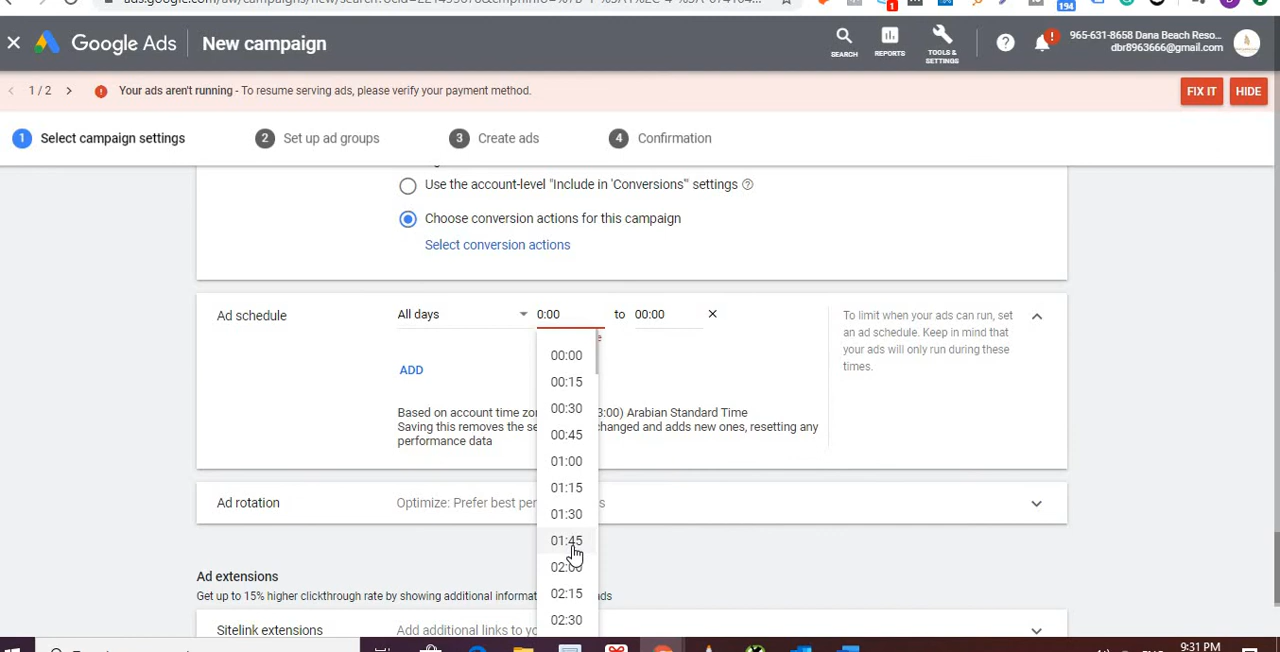 Google Ads New campaign
SEARCH REPORTS TOOLS & SETTINGS
965-631-8658 Dana Beach Reso...
dbr8963666@gmail.com
1 / 2 Your ads aren't running - To resume serving ads, please verify your payment method. FIX IT HIDE
1 Select campaign settings 2 Set up ad groups 3 Create ads 4 Confirmation
Use the account-level "Include in 'Conversions'" settings
Choose conversion actions for this campaign
Select conversion actions
Ad schedule All days 0:00 to 00:00
To limit when your ads can run, set
an ad schedule. Keep in mind that
your ads will only run during these
times.
ADD
00:00
00:15
00:30
00:45
01:00
01:15
01:30
01:45
02:00
02:15
02:30
Based on account time 3:00) Arabian Standard Time
Saving this removes the changed and adds new ones, resetting any
performance data
Ad rotation Optimize: Prefer best
Ad extensions
Get up to 15% higher clickthrough rate by showing additional
Sitelink extensions Add additional links to
ENG 9:31 PM
194